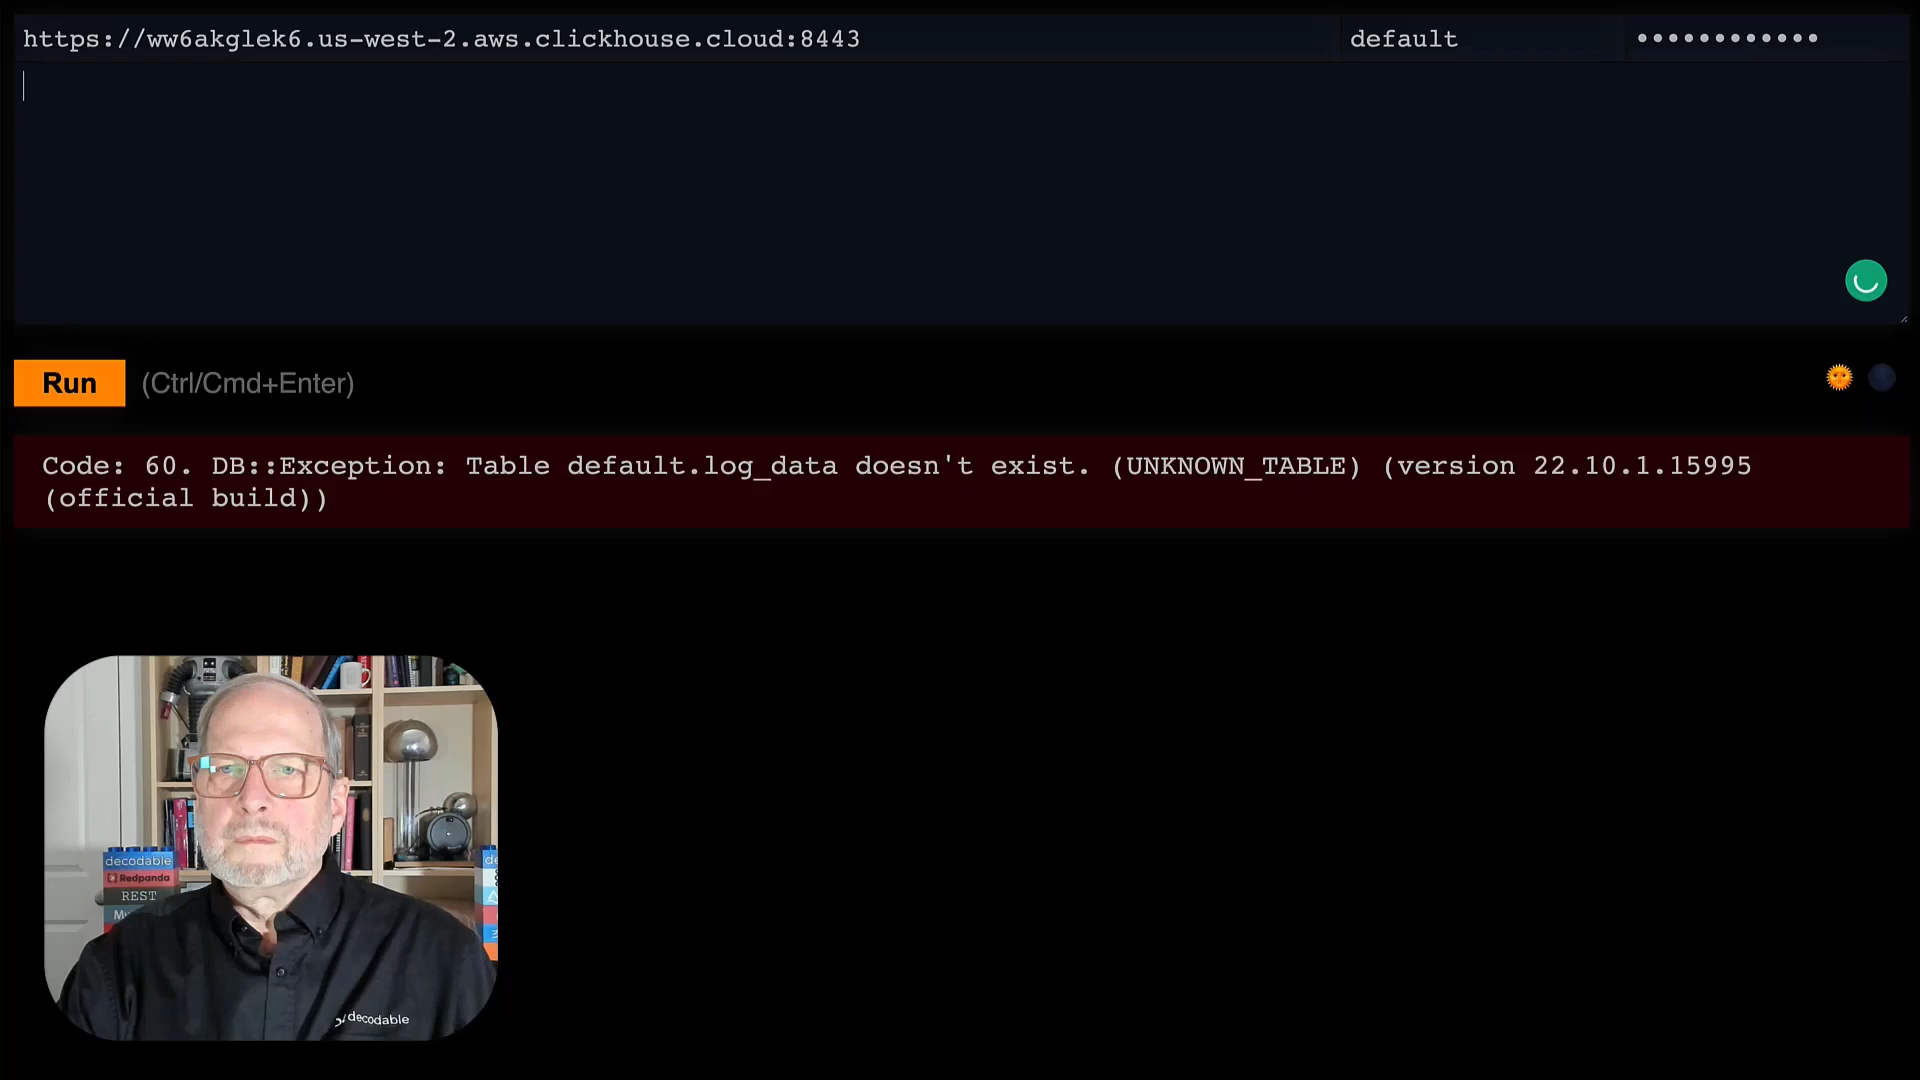 https://ww6akglek6.us-west-2.aws.clickhouse.cloud:8443 default ••••••••••••
Run (Ctrl/Cmd+Enter)
Code: 60. DB::Exception: Table default.log_data doesn't exist. (UNKNOWN_TABLE) (version 22.10.1.15995
(official build))
decodable
Redpanda
REST
decodable